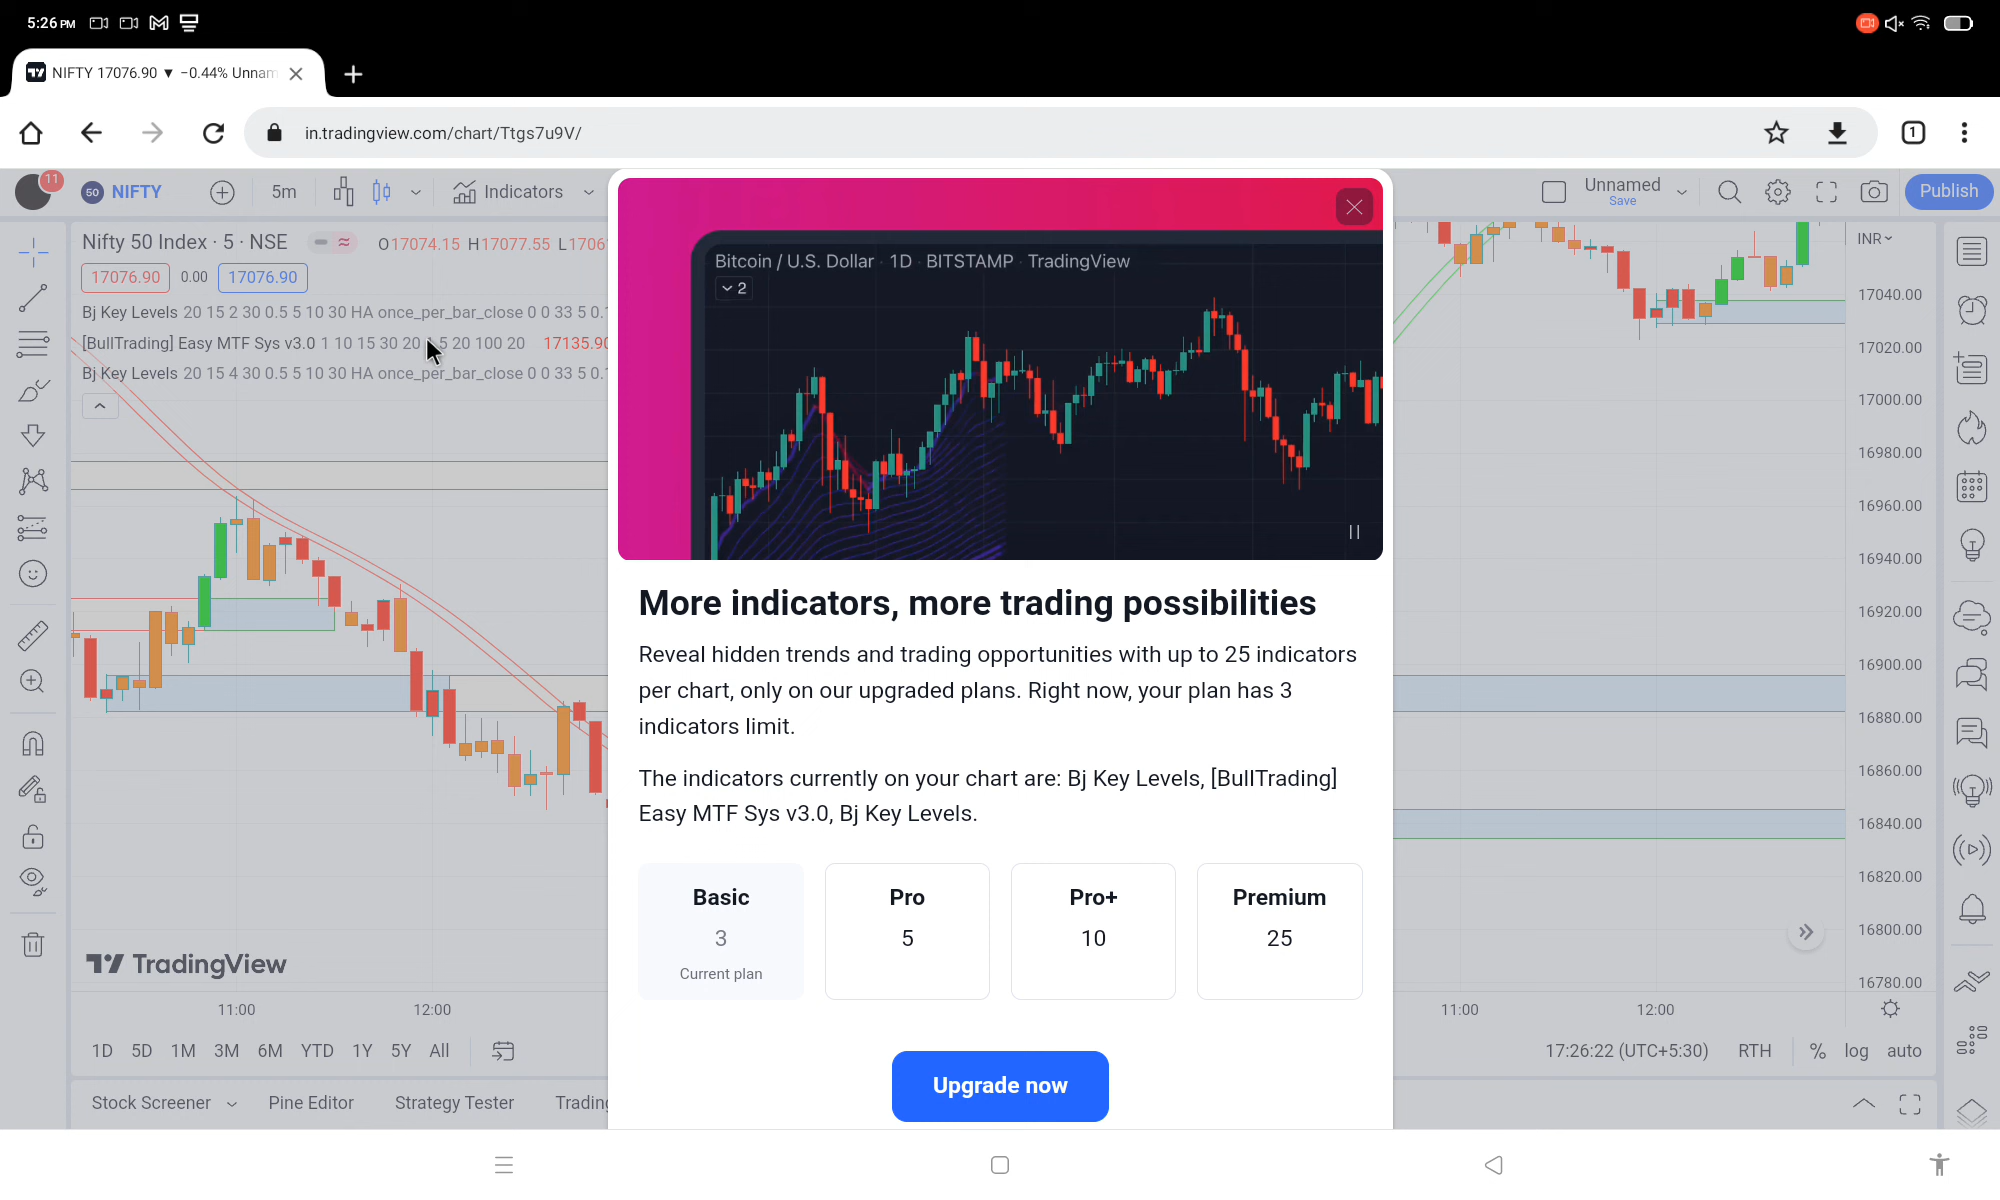 5:26 PM
NIFTY 17076.90 ▼ −0.44% Unnam
in.tradingview.com/chart/Ttgs7u9V/
1
11
50 NIFTY
5m
Indicators
Unnamed
Save
Publish
Nifty 50 Index · 5 · NSE
O17074.15 H17077.55 L1706
17076.90 0.00 17076.90
Bj Key Levels 20 15 2 30 0.5 5 10 30 HA once_per_bar_close 0 0 33 5 0.
[BullTrading] Easy MTF Sys v3.0 1 10 15 30 20 5 20 100 20 17135.90
Bj Key Levels 20 15 4 30 0.5 5 10 30 HA once_per_bar_close 0 0 33 5 0.
Bitcoin / U.S. Dollar · 1D · BITSTAMP · TradingView
2
More indicators, more trading possibilities
Reveal hidden trends and trading opportunities with up to 25 indicators
per chart, only on our upgraded plans. Right now, your plan has 3
indicators limit.
The indicators currently on your chart are: Bj Key Levels, [BullTrading]
Easy MTF Sys v3.0, Bj Key Levels.
Basic
3
Current plan
Pro
5
Pro+
10
Premium
25
Upgrade now
INR
17040.00
17020.00
17000.00
16980.00
16960.00
16940.00
16920.00
16900.00
16880.00
16860.00
16840.00
16820.00
16800.00
16780.00
TradingView
11:00 12:00
11:00 12:00
1D 5D 1M 3M 6M YTD 1Y 5Y All
17:26:22 (UTC+5:30) RTH % log auto
Stock Screener Pine Editor Strategy Tester Trading